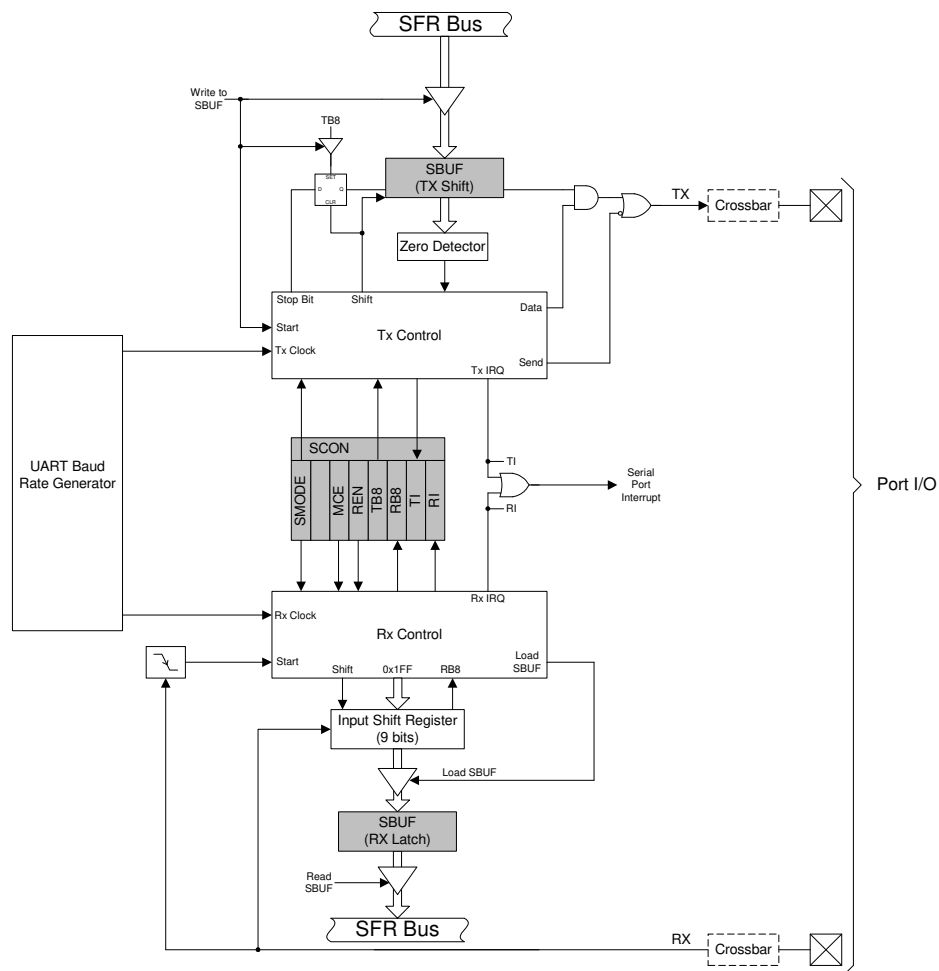 SFR Bus
Write to
SBUF
TB8
SBUF
(TX Shift)
SET
D
Q
CLR
TX
Crossbar
Zero Detector
Stop Bit
Shift
Data
Start
Tx Control
Tx Clock
Send
Tx IRQ
UART Baud
Rate Generator
SCON
SMODE
MCE
REN
TB8
RB8
TI
RI
TI
RI
Serial
Port
Interrupt
Port I/O
Rx IRQ
Rx Clock
Rx Control
Start
Load
SBUF
Shift
0x1FF
RB8
Input Shift Register
(9 bits)
Load SBUF
SBUF
(RX Latch)
Read
SBUF
SFR Bus
RX
Crossbar